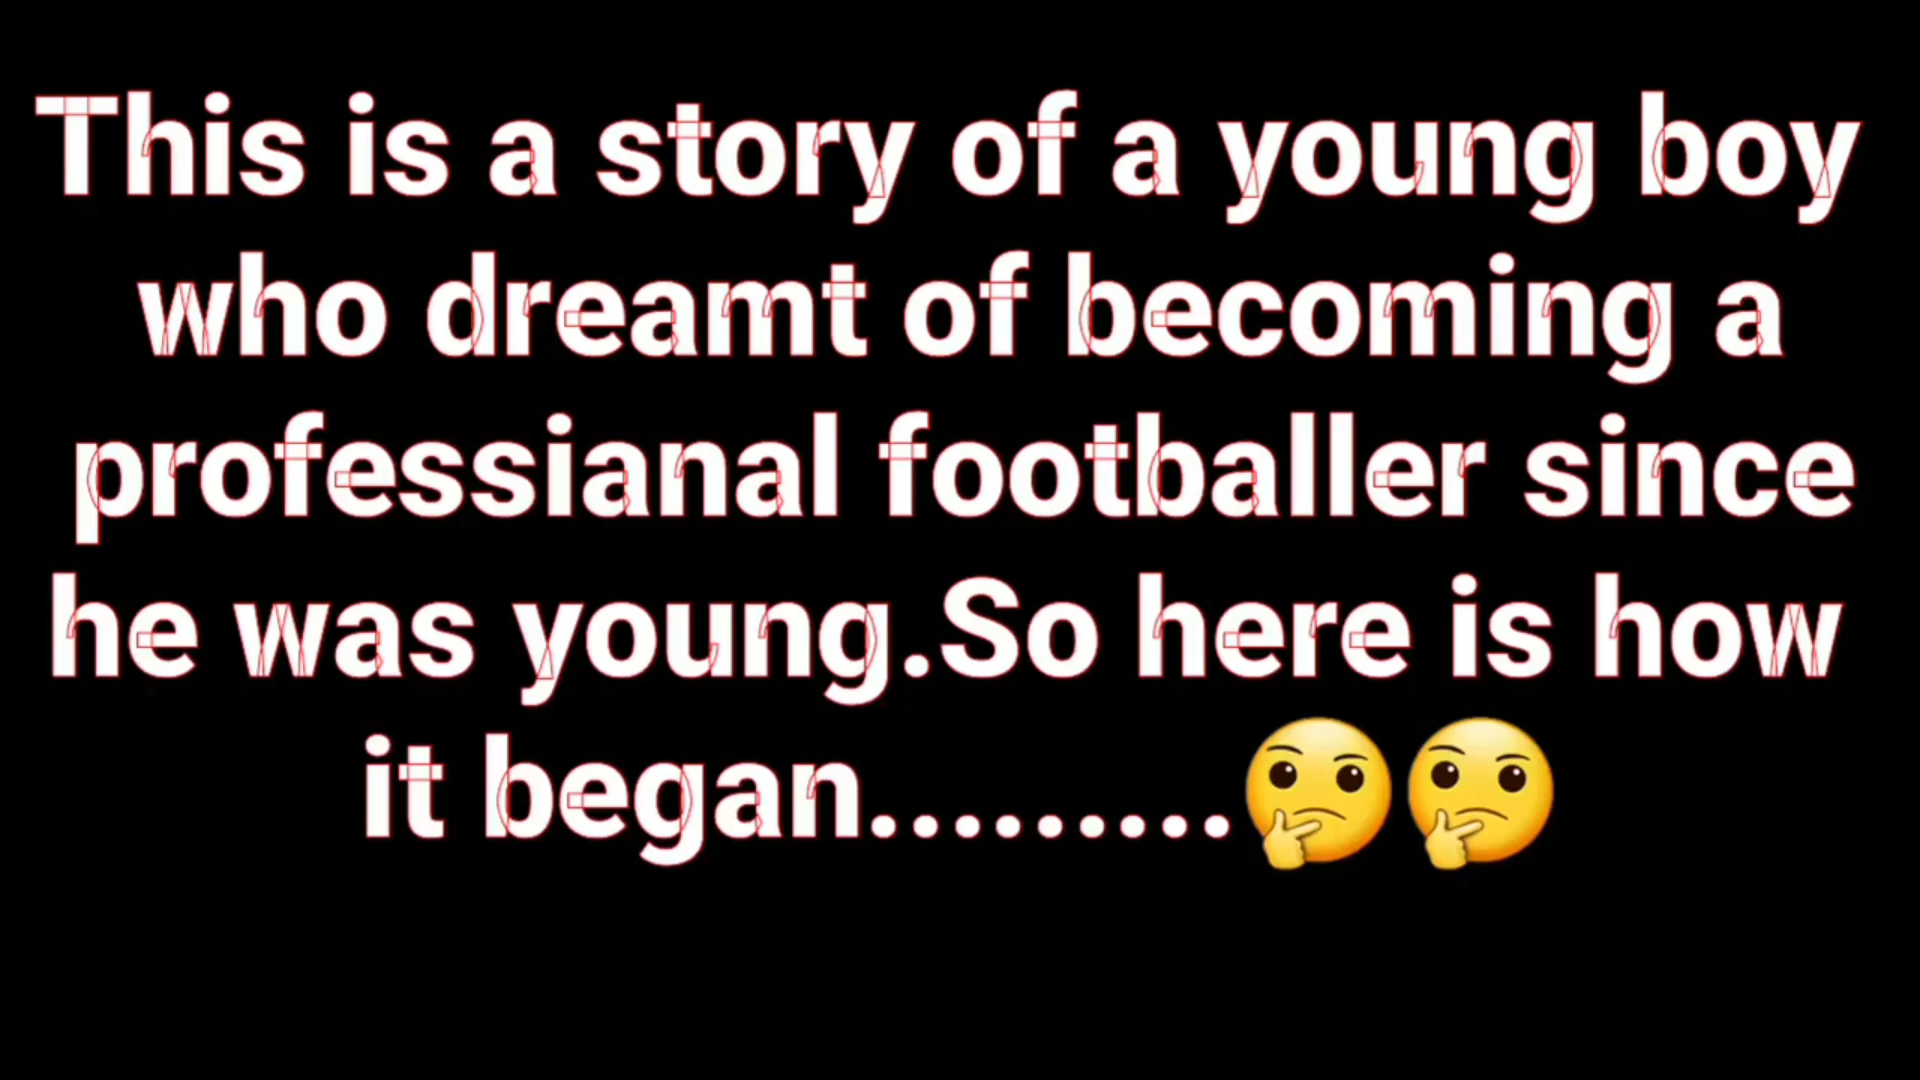 This is a story of a young boy
who dreamt of becoming a
professianal footballer since
he was young.So here is how
it began.........🤔🤔